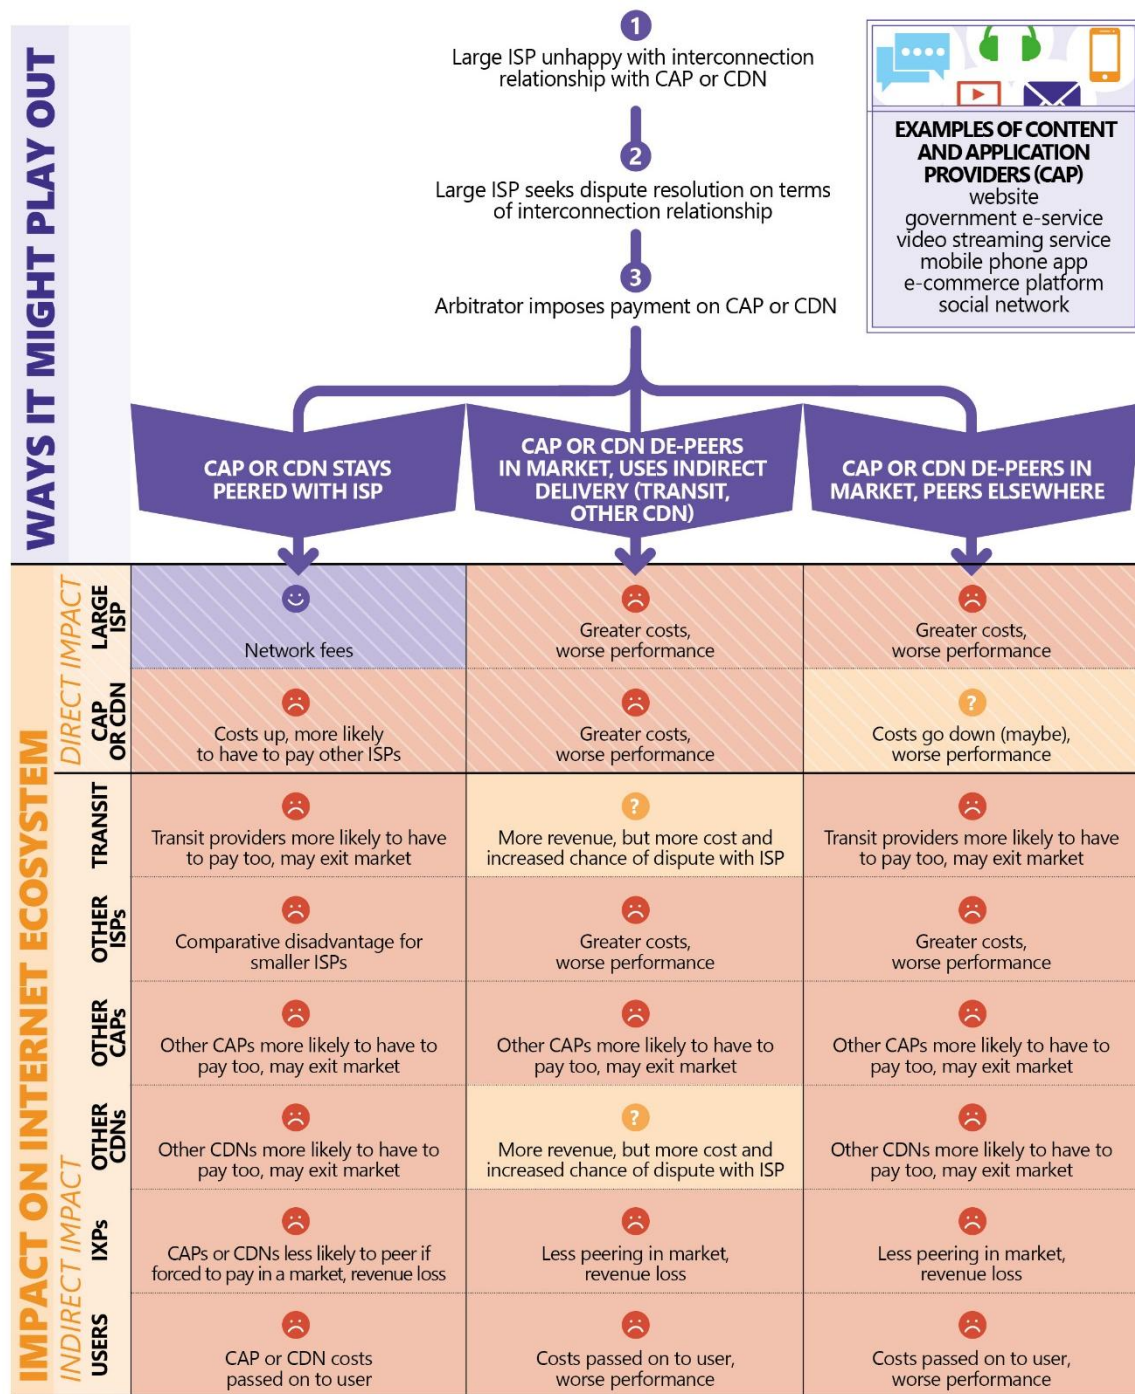 WAYS IT MIGHT PLAY OUT
1
Large ISP unhappy with interconnection
relationship with CAP or CDN
2
Large ISP seeks dispute resolution on terms
of interconnection relationship
3
Arbitrator imposes payment on CAP or CDN
EXAMPLES OF CONTENT
AND APPLICATION
PROVIDERS (CAP)
website
government e-service
video streaming service
mobile phone app
e-commerce platform
social network
CAP OR CDN STAYS
PEERED WITH ISP
CAP OR CDN DE-PEERS
IN MARKET, USES INDIRECT
DELIVERY (TRANSIT,
OTHER CDN)
CAP OR CDN DE-PEERS IN
MARKET, PEERS ELSEWHERE
IMPACT ON INTERNET ECOSYSTEM
DIRECT IMPACT
LARGE
ISP
Network fees
Greater costs,
worse performance
Greater costs,
worse performance
CAP
OR CDN
Costs up, more likely
to have to pay other ISPs
Greater costs,
worse performance
?
Costs go down (maybe),
worse performance
INDIRECT IMPACT
TRANSIT
Transit providers more likely to have
to pay too, may exit market
?
More revenue, but more cost and
increased chance of dispute with ISP
Transit providers more likely to have
to pay too, may exit market
OTHER
ISPs
Comparative disadvantage for
smaller ISPs
Greater costs,
worse performance
Greater costs,
worse performance
OTHER
CAPs
Other CAPs more likely to have to
pay too, may exit market
Other CAPs more likely to have to
pay too, may exit market
Other CAPs more likely to have to
pay too, may exit market
OTHER
CDNs
Other CDNs more likely to have to
pay too, may exit market
?
More revenue, but more cost and
increased chance of dispute with ISP
Other CDNs more likely to have to
pay too, may exit market
IXPs
CAPs or CDNs less likely to peer if
forced to pay in a market, revenue loss
Less peering in market,
revenue loss
Less peering in market,
revenue loss
USERS
CAP or CDN costs
passed on to user
Costs passed on to user,
worse performance
Costs passed on to user,
worse performance